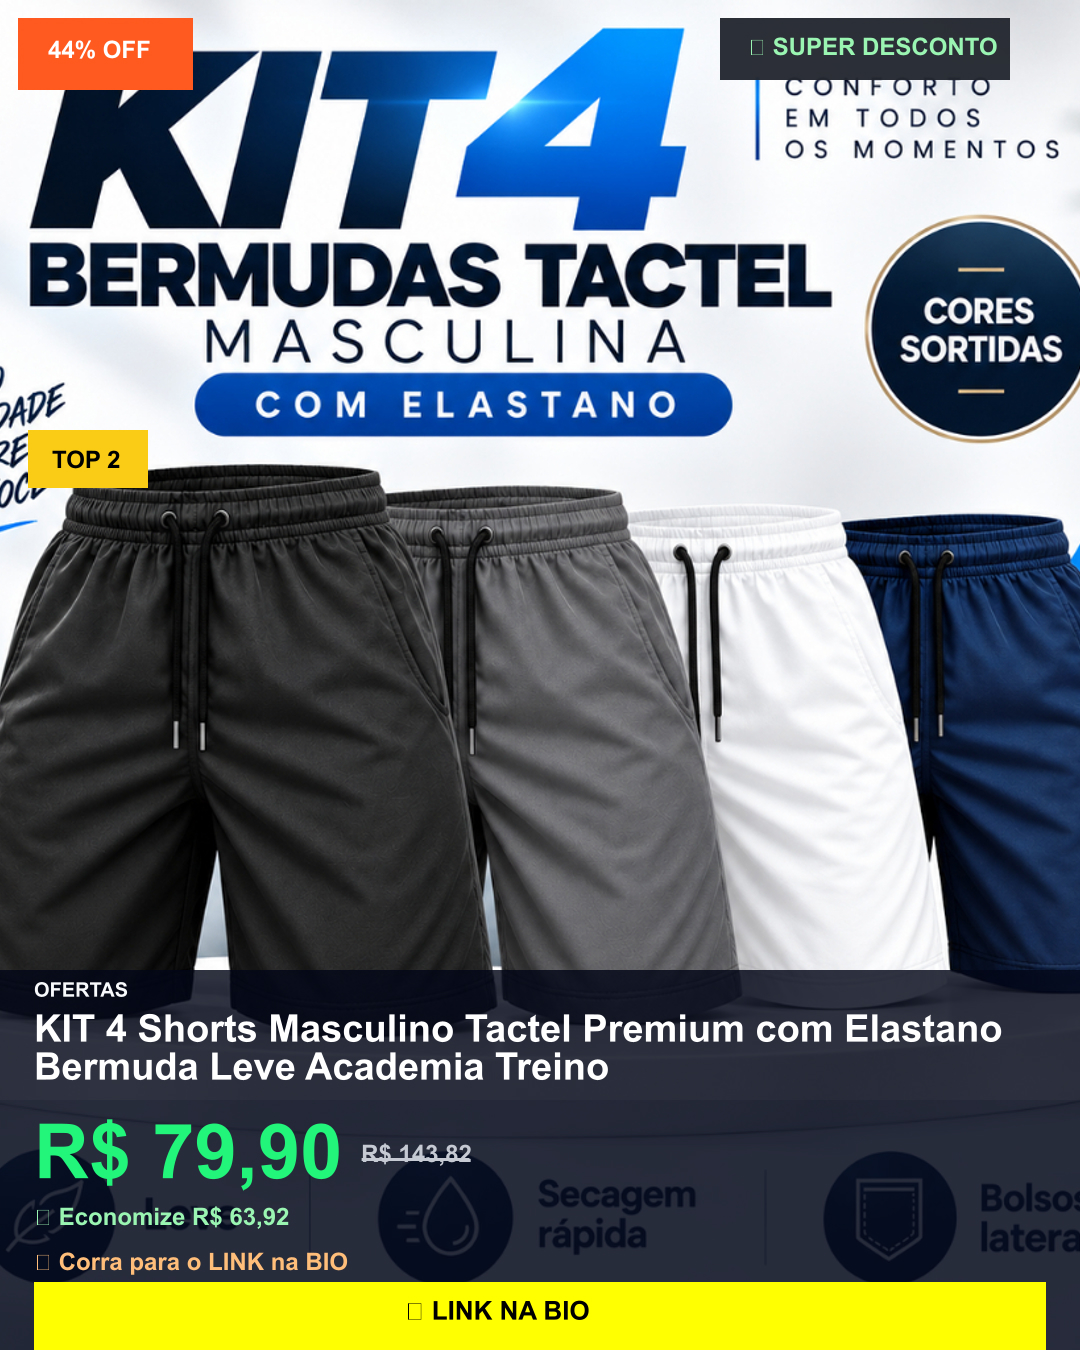 44% OFF
SUPER DESCONTO
KIT 4
CONFORTO
EM TODOS
OS MOMENTOS
BERMUDAS TACTEL
MASCULINA
COM ELASTANO
CORES
SORTIDAS
TOP 2
OFERTAS
KIT 4 Shorts Masculino Tactel Premium com Elastano
Bermuda Leve Academia Treino
R$ 79,90 R$ 143,82
Economize R$ 63,92
Secagem
rápida
Corra para o LINK na BIO
LINK NA BIO